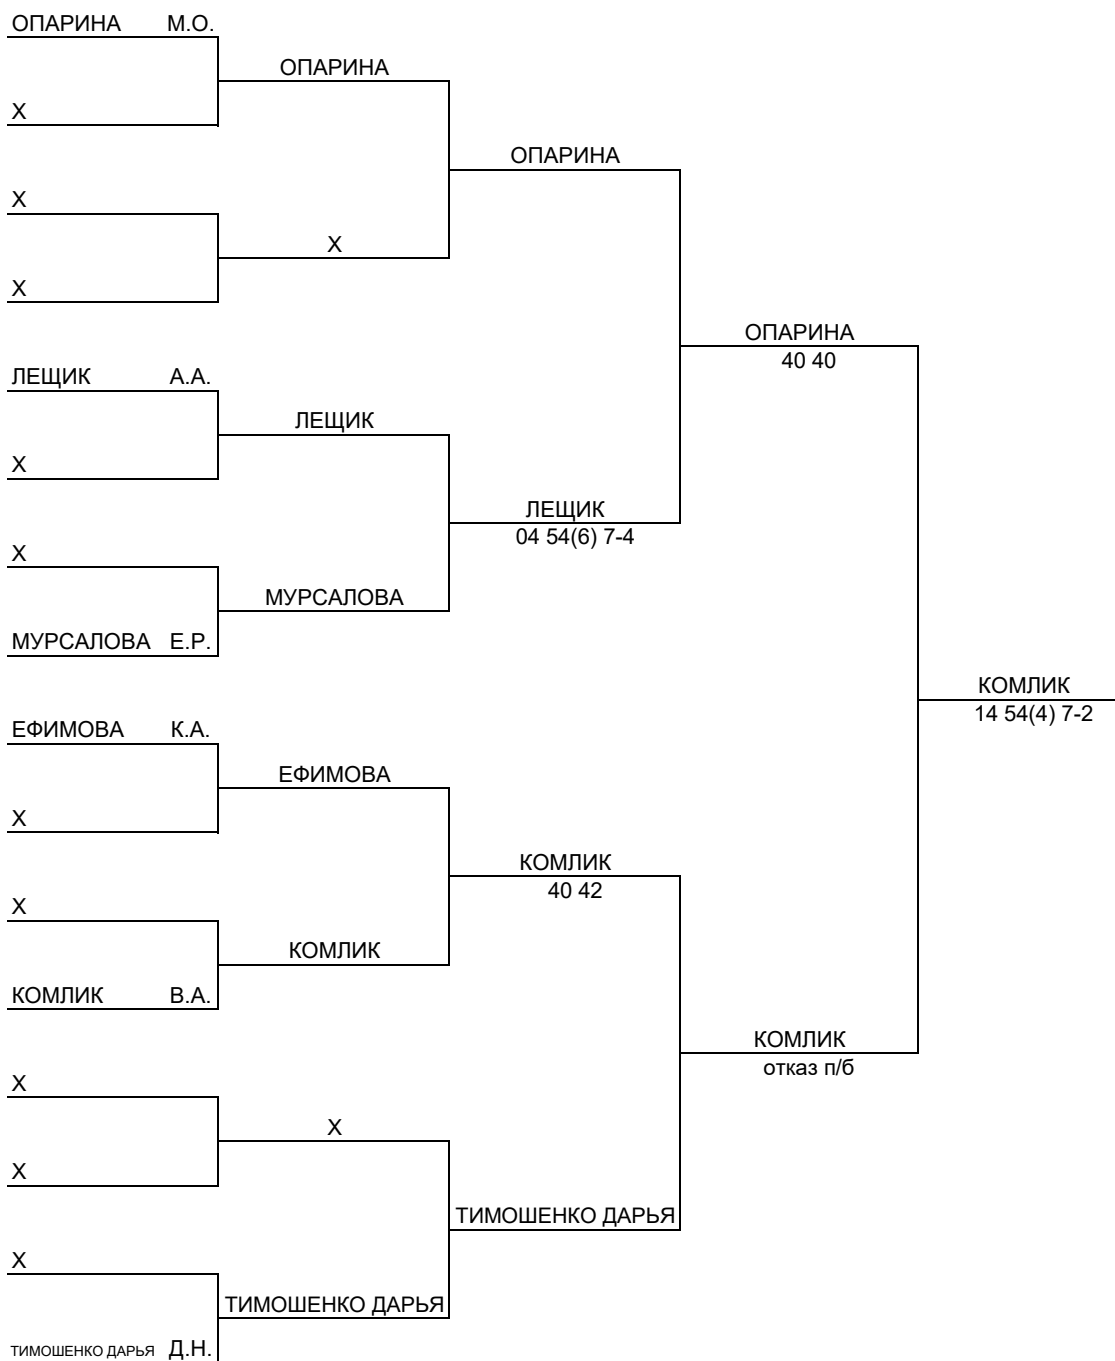 ОПАРИНА М.О.
ОПАРИНА
Х
ОПАРИНА
Х
Х
Х
ОПАРИНА
40 40
ЛЕЩИК А.А.
ЛЕЩИК
Х
ЛЕЩИК
04 54(6) 7-4
Х
МУРСАЛОВА
МУРСАЛОВА Е.Р.
КОМЛИК
14 54(4) 7-2
ЕФИМОВА К.А.
ЕФИМОВА
Х
КОМЛИК
40 42
Х
КОМЛИК
КОМЛИК В.А.
КОМЛИК
отказ п/б
Х
Х
Х
ТИМОШЕНКО ДАРЬЯ
Х
ТИМОШЕНКО ДАРЬЯ
ТИМОШЕНКО ДАРЬЯ Д.Н.